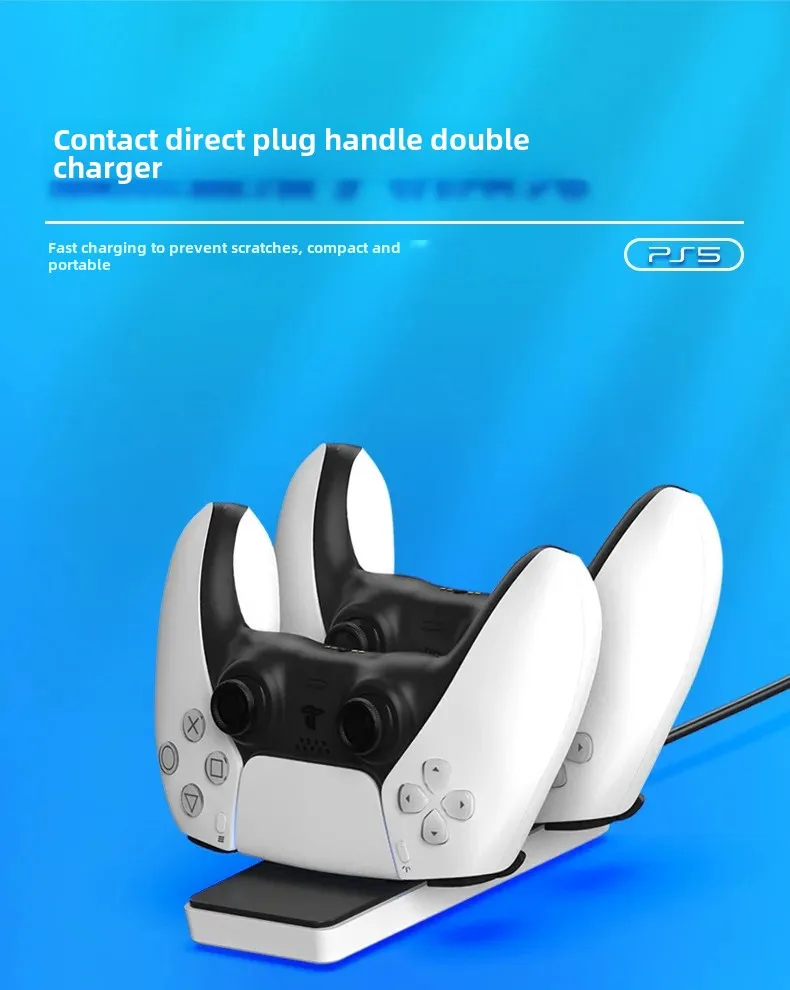 Contact direct plug handle double
charger
Fast charging to prevent scratches, compact and
portable
PS5